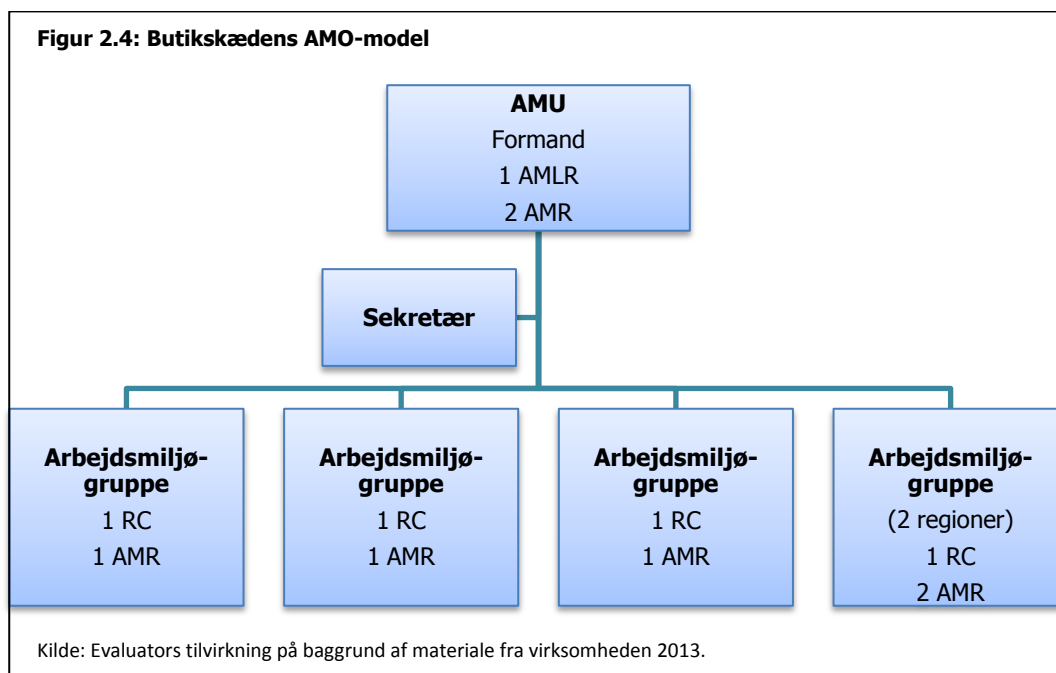 Figur 2.4: Butikskædens AMO-model
AMU
Formand
1 AMLR
2 AMR
Sekretær
Arbejdsmiljø-
gruppe
1 RC
1 AMR
Arbejdsmiljø-
gruppe
1 RC
1 AMR
Arbejdsmiljø-
gruppe
1 RC
1 AMR
Arbejdsmiljø-
gruppe
(2 regioner)
1 RC
2 AMR
Kilde: Evaluators tilvirkning på baggrund af materiale fra virksomheden 2013.